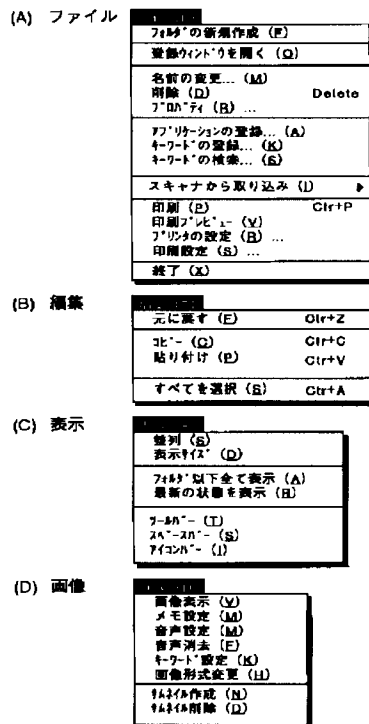 (A) ファイル
フォルダの新規作成 (F)
登録ウィンドウを開く (O)
名前の変更... (M)
削除 (D) Delete
プロパティ (R) ...
アプリケーションの登録... (A)
キーワードの登録... (K)
キーワードの検索... (S)
スキャナから取り込み (I)
印刷 (P) Ctr+P
印刷プレビュー (V)
プリンタの設定 (R) ...
印刷設定 (S) ...
終了 (X)
(B) 編集
元に戻す (F) Ctr+Z
コピー (C) Ctr+C
貼り付け (P) Ctr+V
すべてを選択 (S) Ctr+A
(C) 表示
整列 (S)
表示サイズ (D)
フォルダ以下全て表示 (A)
最新の状態を表示 (R)
ツールバー (T)
スペースバー (S)
アイコンバー (I)
(D) 画像
画像表示 (V)
メモ設定 (M)
音声設定 (M)
音声消去 (F)
キーワード設定 (K)
画像形式変更 (H)
サムネイル作成 (N)
サムネイル削除 (D)